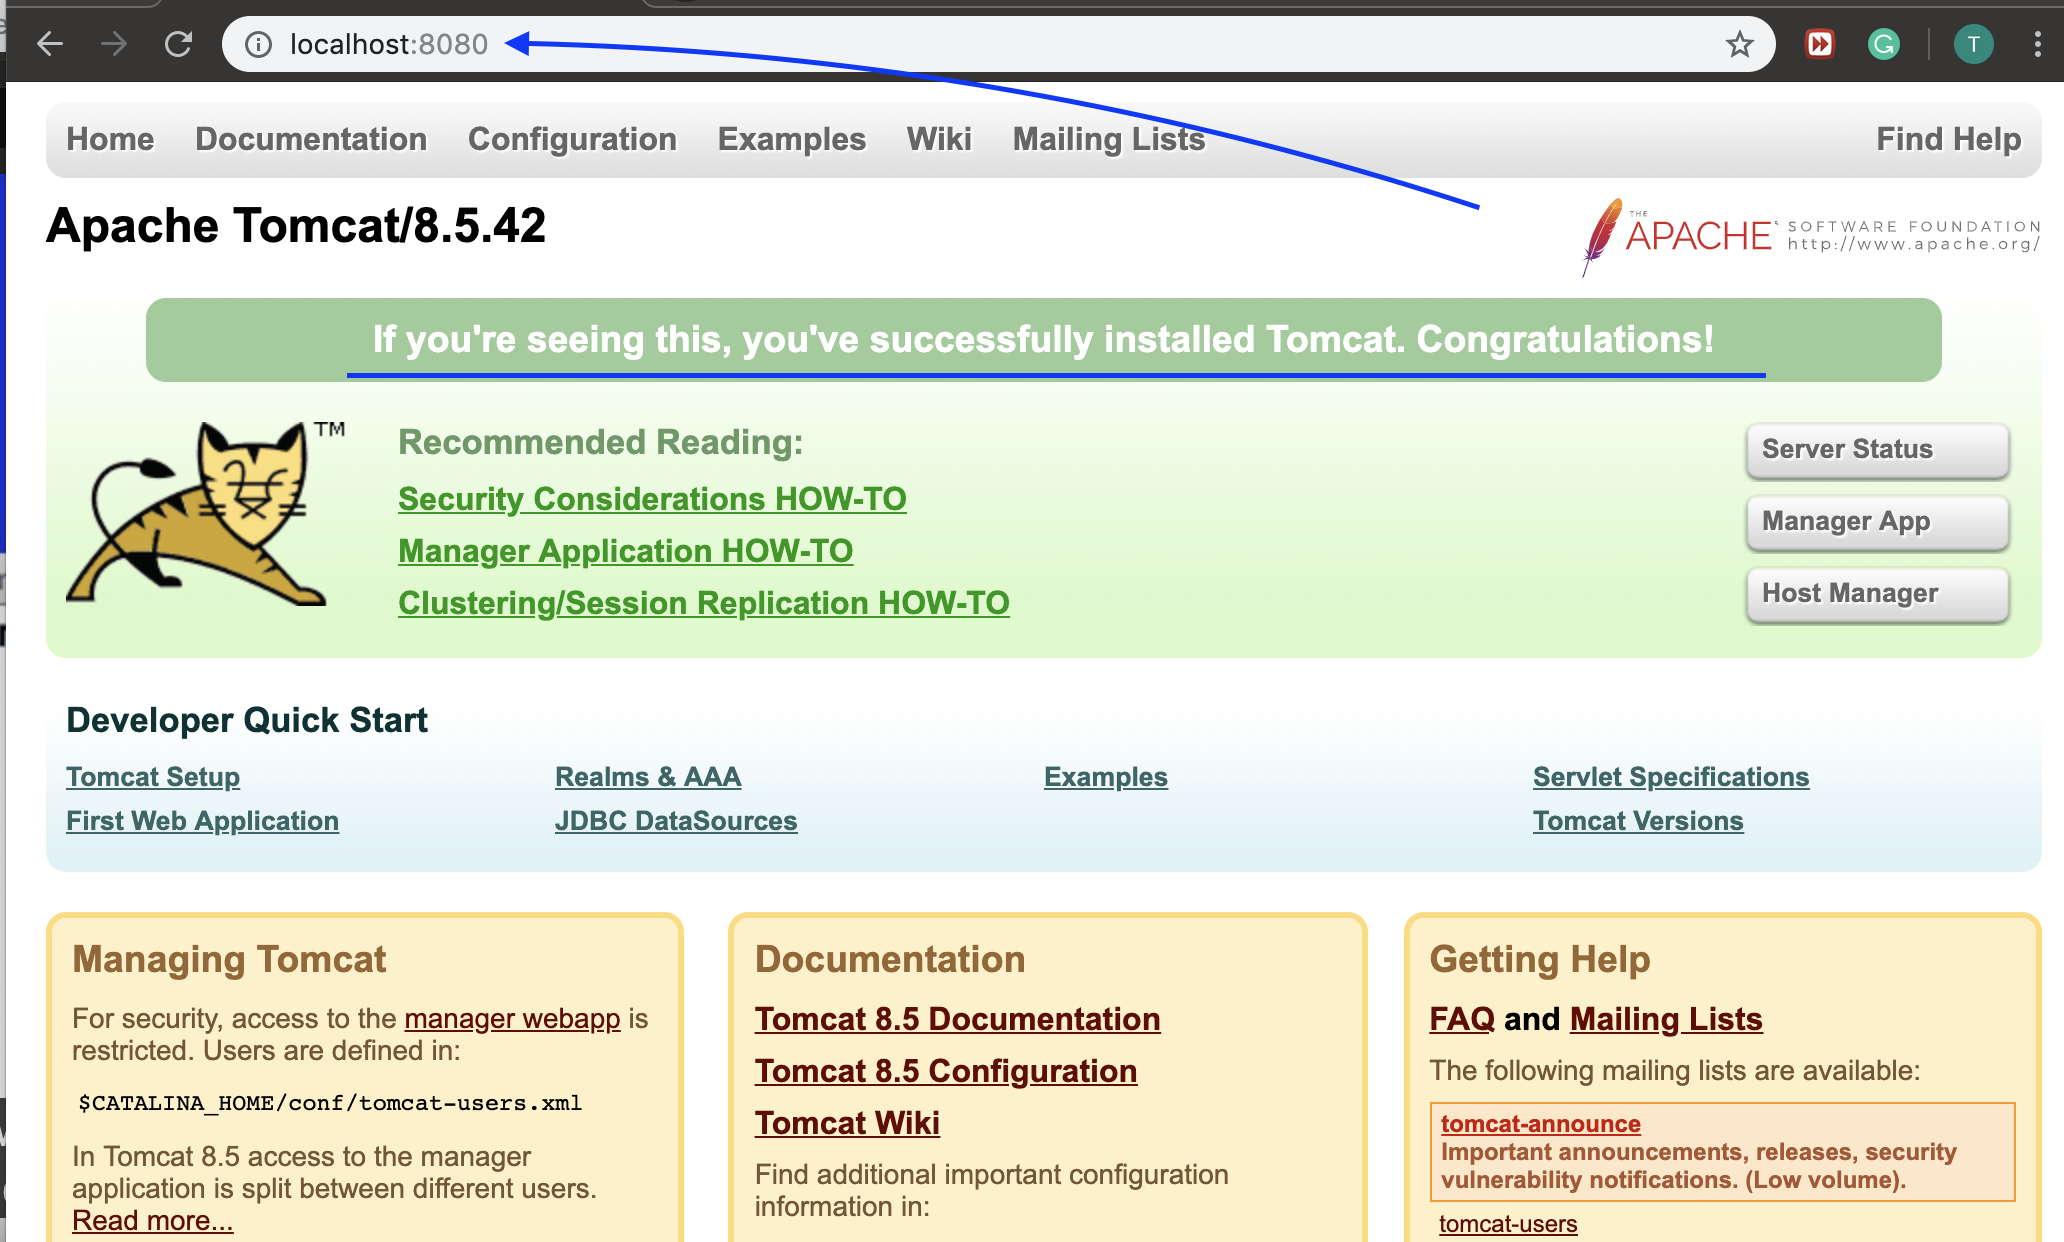 localhost:8080
T
Home Documentation Configuration Examples Wiki Mailing Lists Find Help
Apache Tomcat/8.5.42
THE
APACHE® SOFTWARE FOUNDATION
http://www.apache.org/
If you're seeing this, you've successfully installed Tomcat. Congratulations!
TM
Recommended Reading:
Security Considerations HOW-TO
Manager Application HOW-TO
Clustering/Session Replication HOW-TO
Server Status
Manager App
Host Manager
Developer Quick Start
Tomcat Setup
First Web Application
Realms & AAA
JDBC DataSources
Examples
Servlet Specifications
Tomcat Versions
Managing Tomcat
For security, access to the manager webapp is
restricted. Users are defined in:
$CATALINA_HOME/conf/tomcat-users.xml
In Tomcat 8.5 access to the manager
application is split between different users.
Read more...
Documentation
Tomcat 8.5 Documentation
Tomcat 8.5 Configuration
Tomcat Wiki
Find additional important configuration
information in:
Getting Help
FAQ and Mailing Lists
The following mailing lists are available:
tomcat-announce
Important announcements, releases, security
vulnerability notifications. (Low volume).
tomcat-users